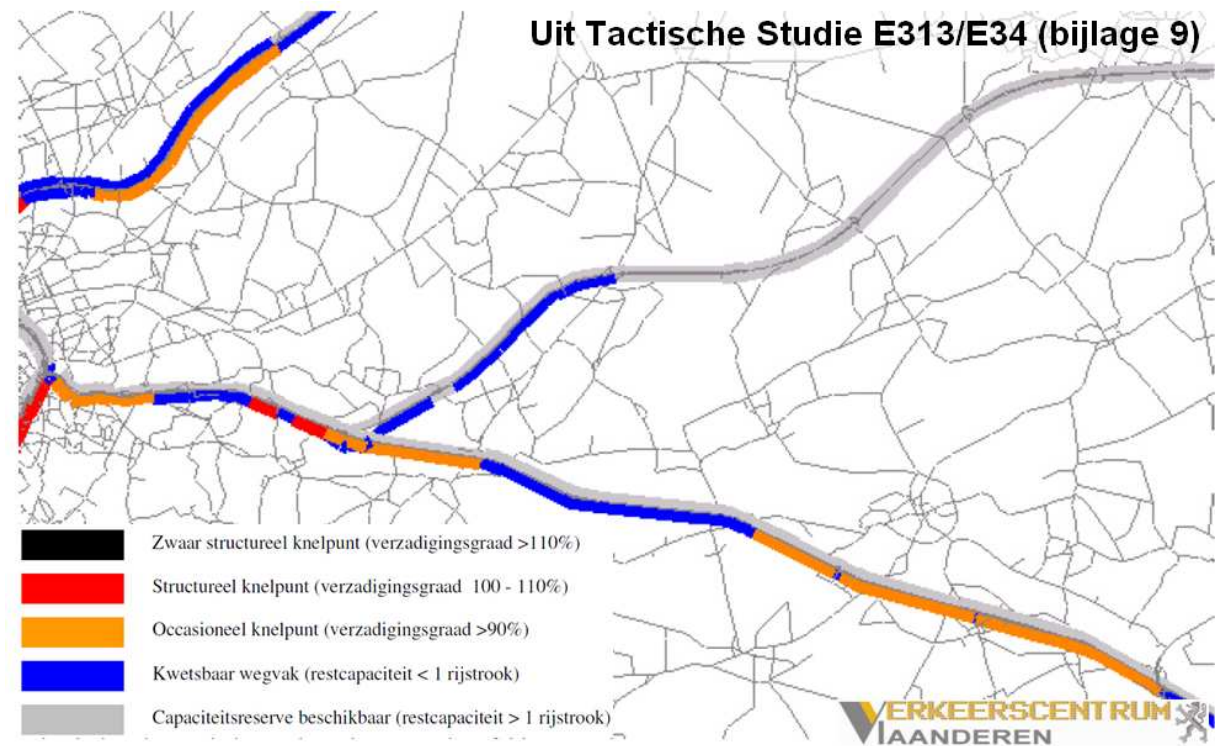 Uit Tactische Studie E313/E34 (bijlage 9)
Zwaar structureel knelpunt (verzadigingsgraad >110%)
Structureel knelpunt (verzadigingsgraad 100 - 110%)
Occasioneel knelpunt (verzadigingsgraad >90%)
Kwetsbaar wegvak (restcapaciteit < 1 rijstrook)
Capaciteitsreserve beschikbaar (restcapaciteit > 1 rijstrook)
VERKEERSCENTRUM
VLAANDEREN